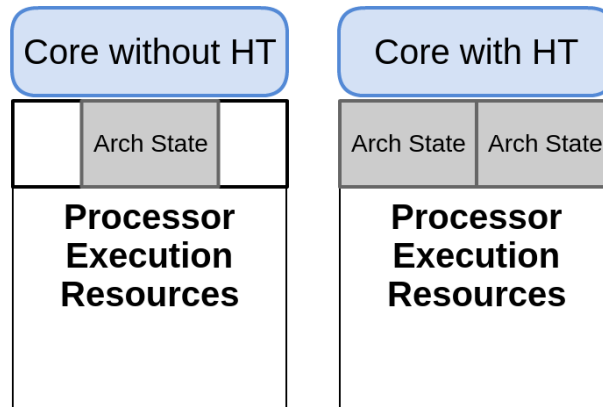 Core without HT
Core with HT
Arch State
Arch State
Arch State
Processor
Execution
Resources
Processor
Execution
Resources